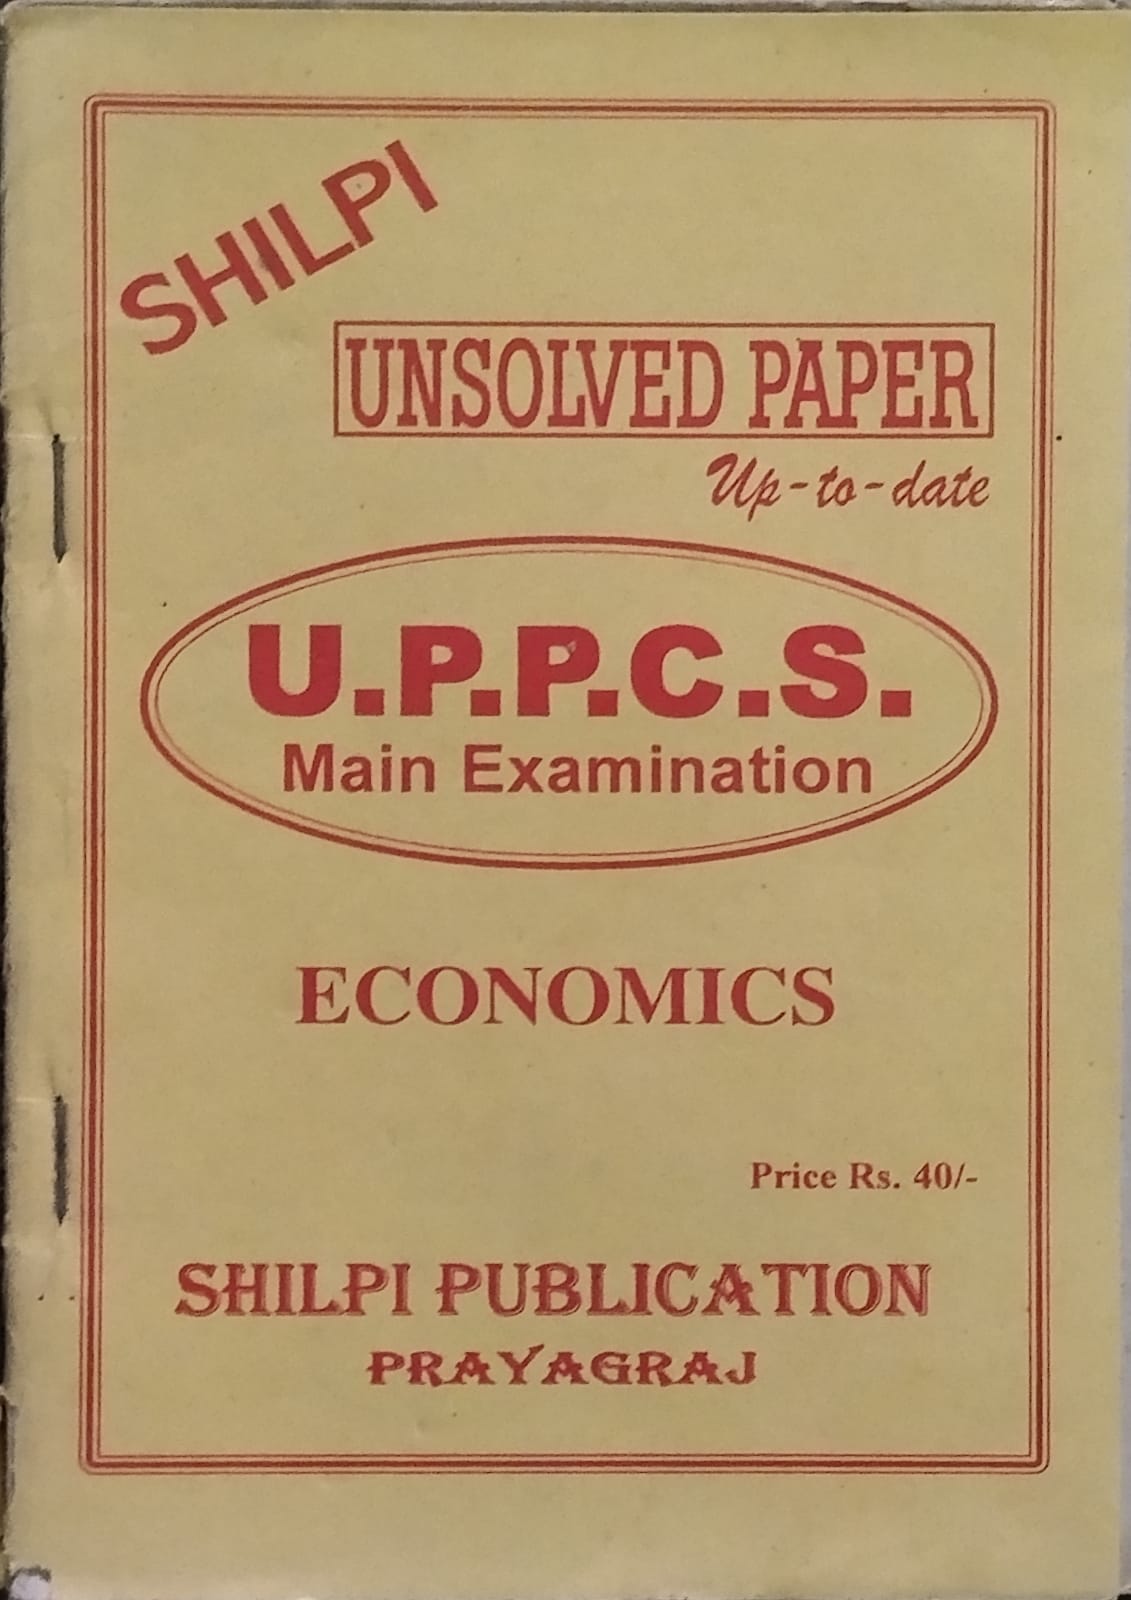 SHILPI
UNSOLVED PAPER
Up-to-date
U.P.P.C.S.
Main Examination
ECONOMICS
Price Rs. 40/-
SHILPI PUBLICATION
PRAYAGRAJ